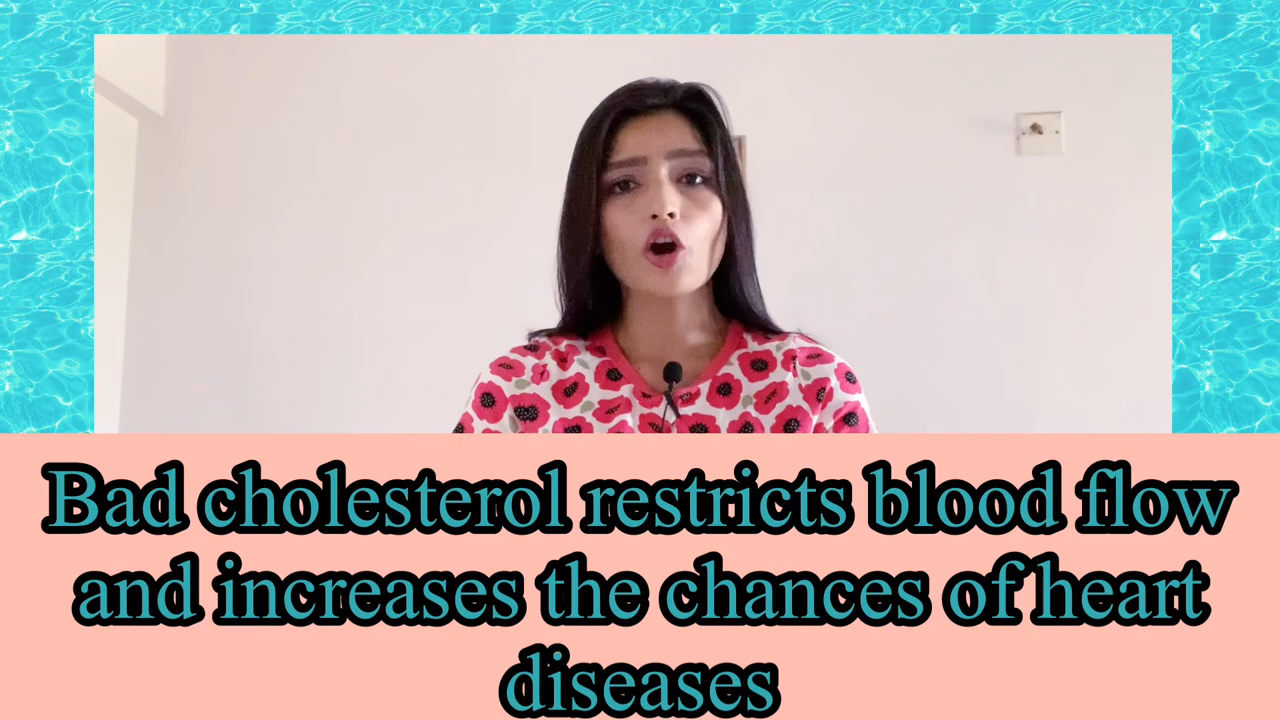 Bad cholesterol restricts blood flow
and increases the chances of heart
diseases